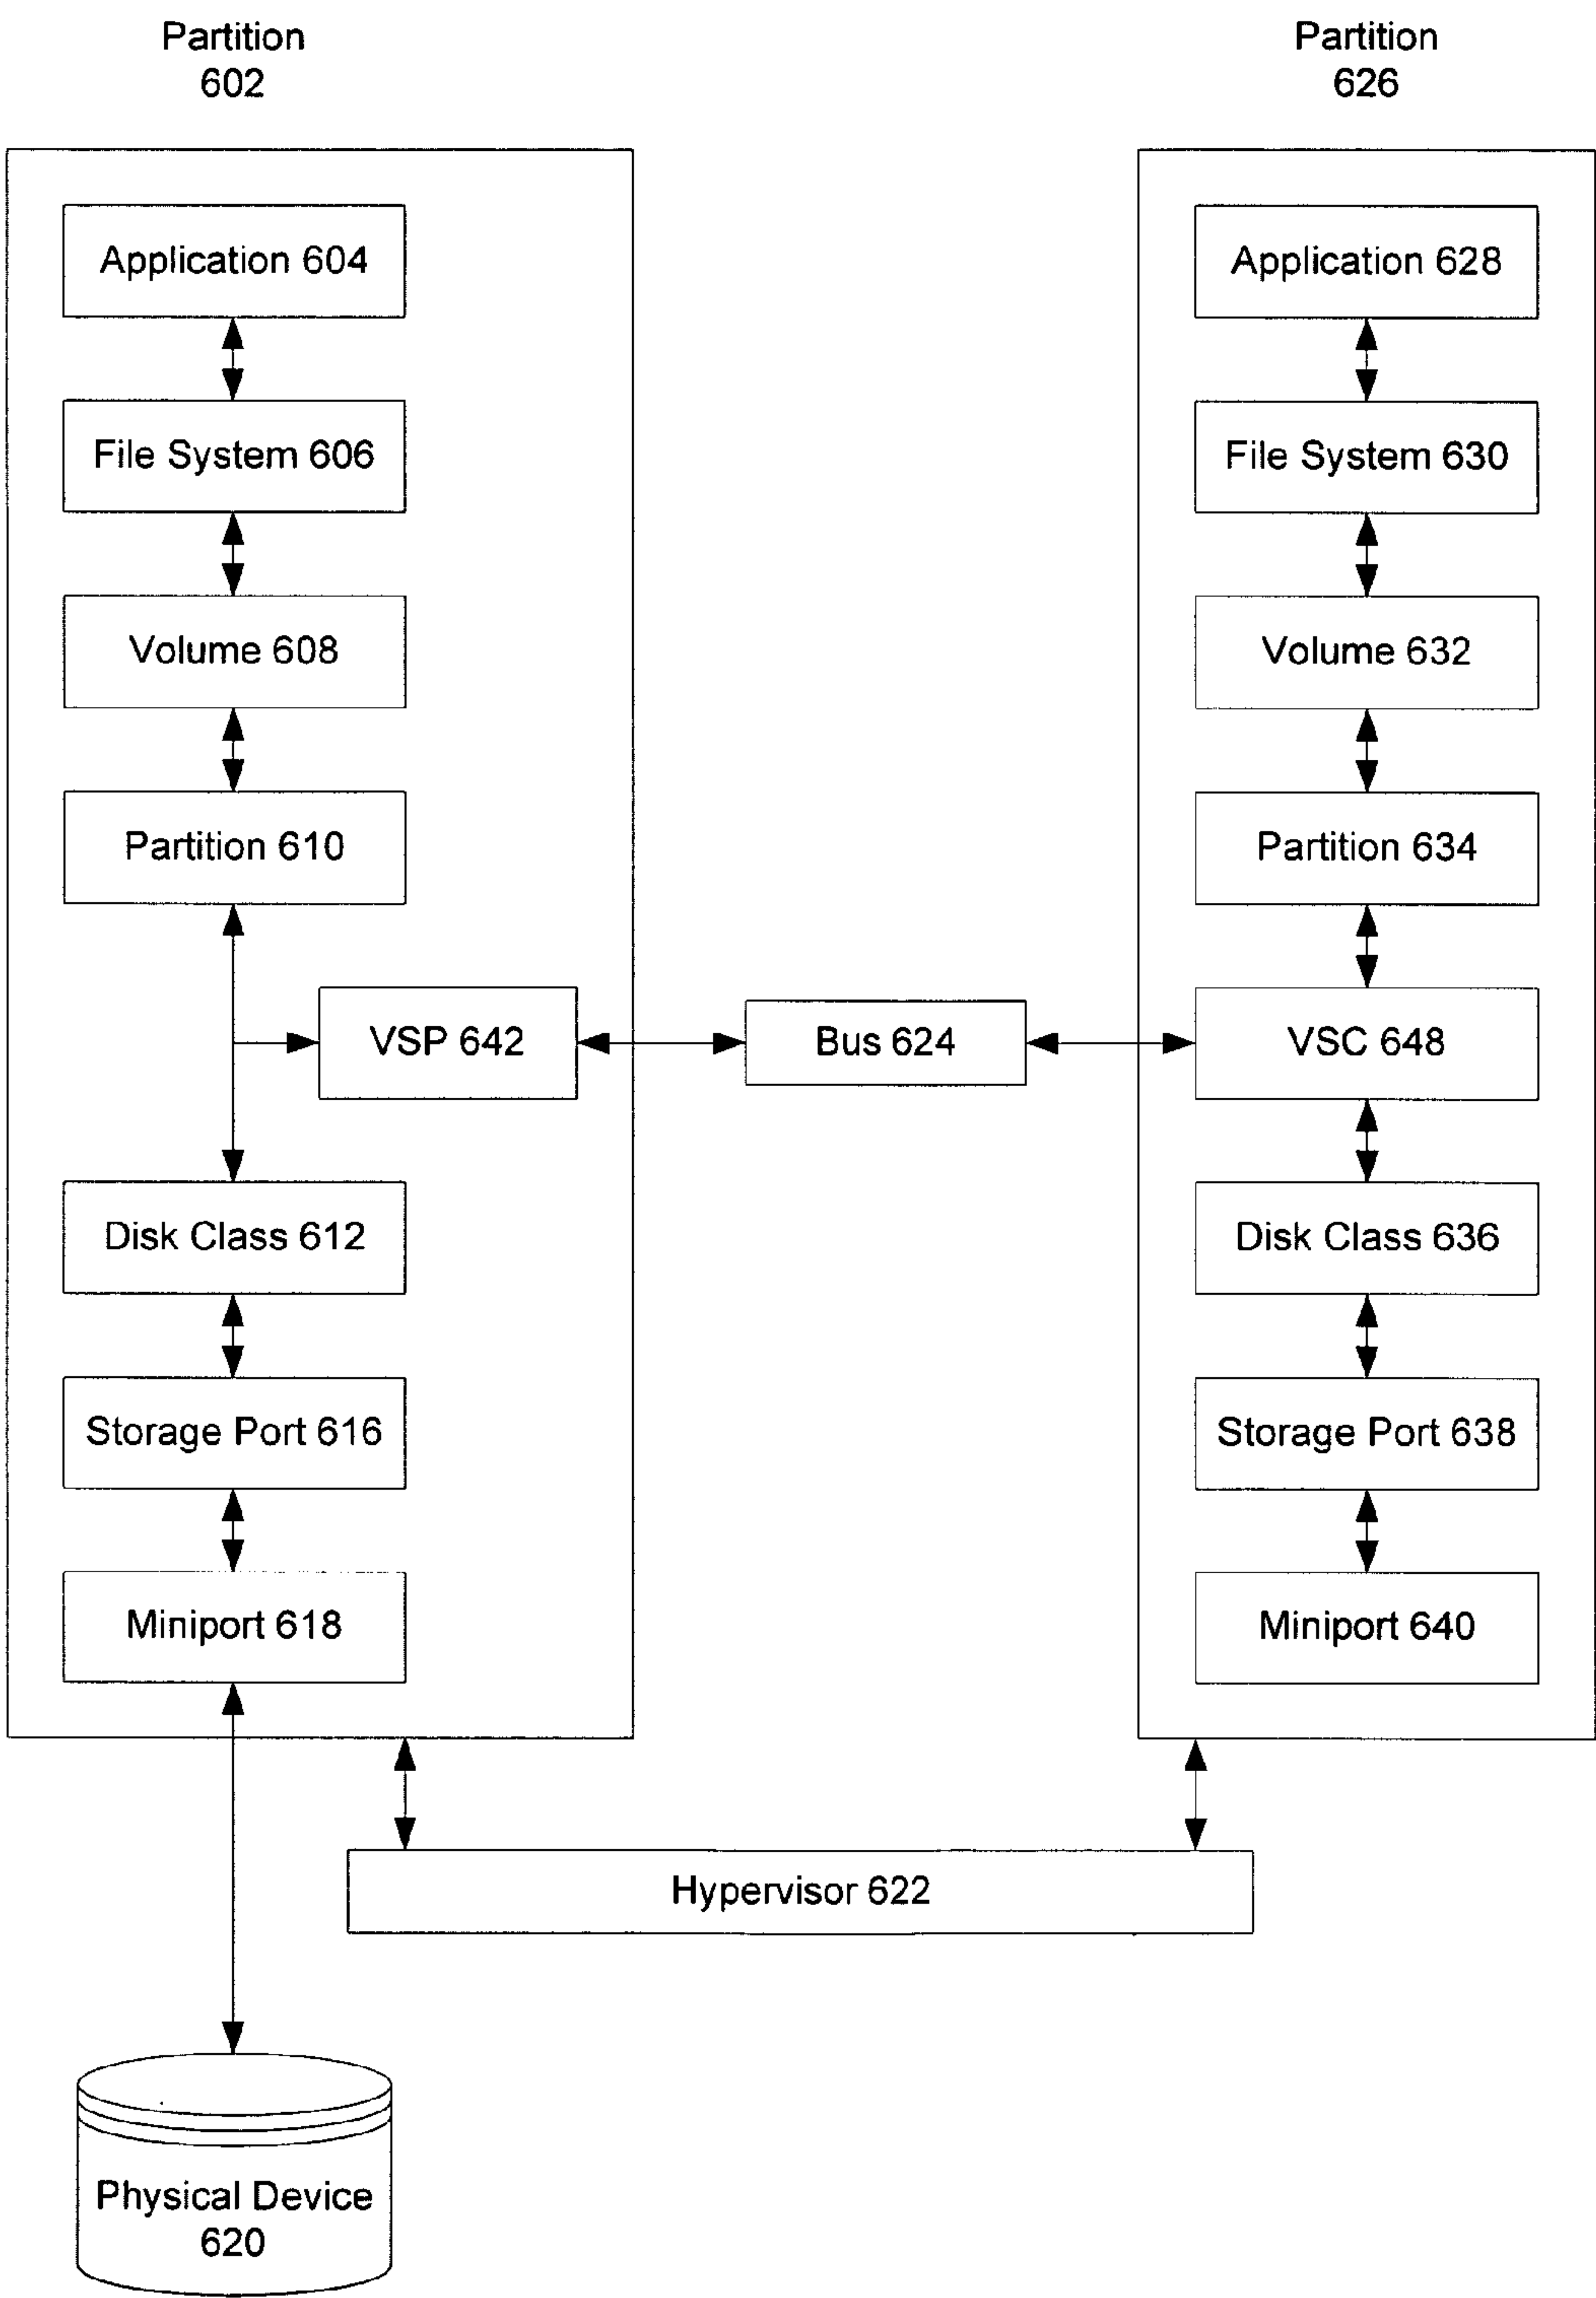 Partition
602
Partition
626
Application 604
Application 628
File System 606
File System 630
Volume 608
Volume 632
Partition 610
Partition 634
VSP 642
Bus 624
VSC 648
Disk Class 612
Disk Class 636
Storage Port 616
Storage Port 638
Miniport 618
Miniport 640
Hypervisor 622
Physical Device
620